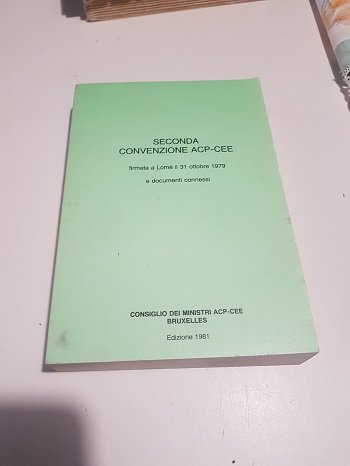 SECONDA
CONVENZIONE ACP-CEE
firmata a Lomé il 31 ottobre 1979
e documenti connessi
CONSIGLIO DEI MINISTRI ACP-CEE
BRUXELLES
Edizione 1981